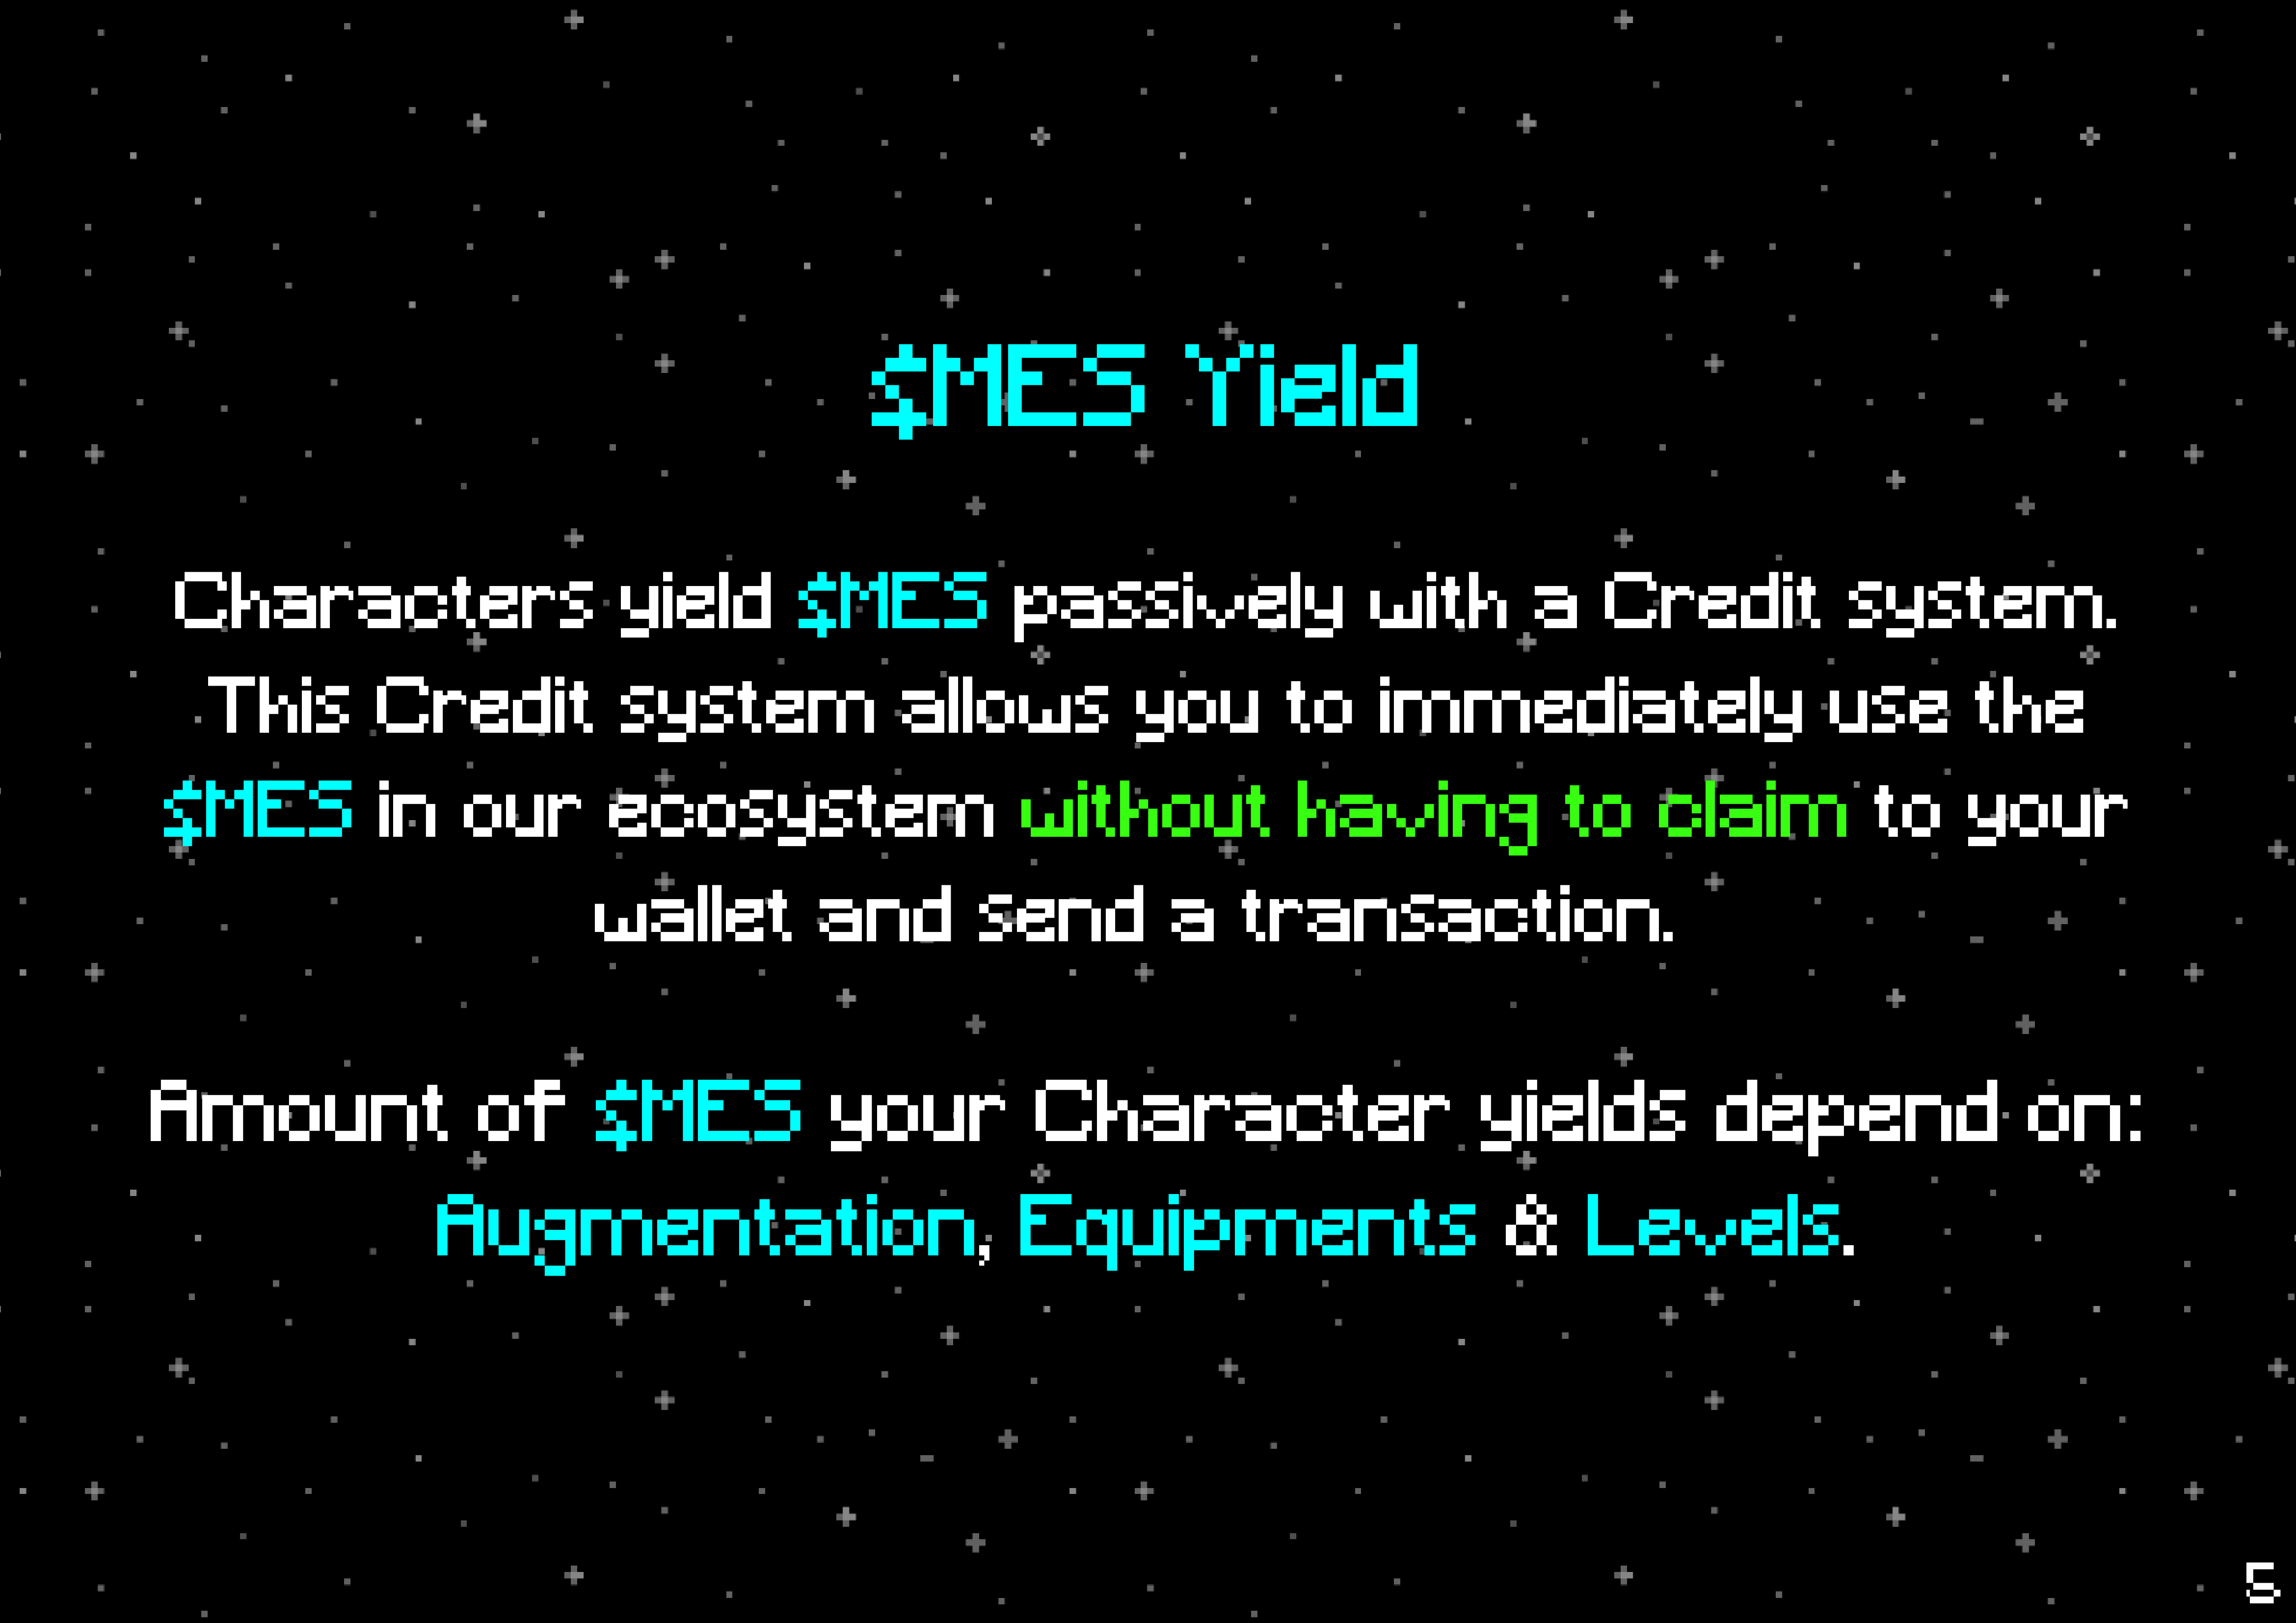 $MES Yield
Characters yield $MES passively with a Credit system.
This Credit system allows you to immediately use the
$MES in our ecosystem without having to claim to your
wallet and send a transaction.
Amount of $MES your Character yields depend on:
Augmentation, Equipments & Levels.
5